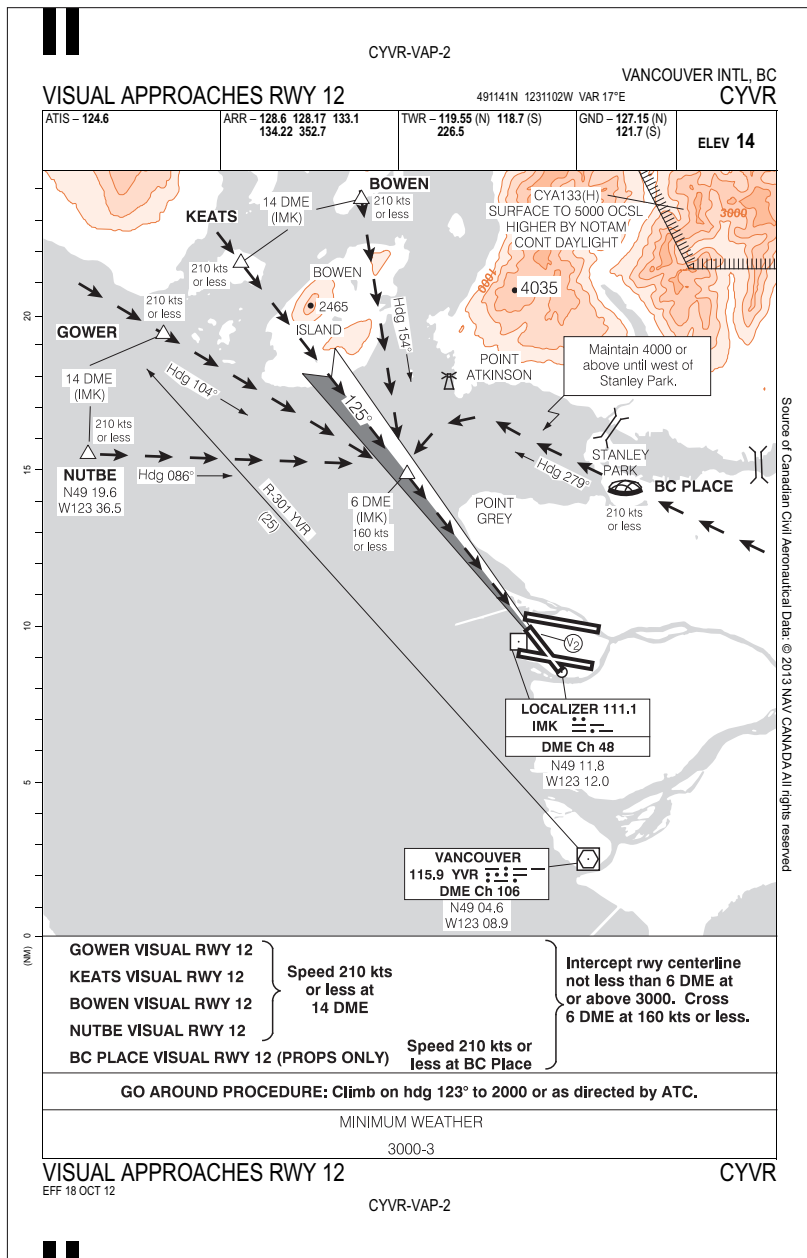 CYVR-VAP-2
VANCOUVER INTL, BC
VISUAL APPROACHES RWY 12
491141N 1231102W VAR 17°E
CYVR
ATIS – 124.6
ARR – 128.6 128.17 133.1
134.22 352.7
TWR – 119.55 (N) 118.7 (S)
226.5
GND – 127.15 (N)
121.7 (S)
ELEV 14
BOWEN
210 kts
or less
14 DME
(IMK)
KEATS
210 kts
or less
CYA133(H)
SURFACE TO 5000 OCSL
HIGHER BY NOTAM
CONT DAYLIGHT
3000
1000
4035
BOWEN
2465
ISLAND
210 kts
or less
GOWER
20
Hdg 154°
POINT
ATKINSON
Maintain 4000 or
above until west of
Stanley Park.
14 DME
(IMK)
Hdg 104°
125°
210 kts
or less
NUTBE
N49 19.6
W123 36.5
Hdg 086°
15
STANLEY
PARK
Hdg 279°
BC PLACE
210 kts
or less
R-301 YVR
(25)
6 DME
(IMK)
160 kts
or less
POINT
GREY
10
V2
LOCALIZER 111.1
IMK
DME Ch 48
N49 11.8
W123 12.0
5
VANCOUVER
115.9 YVR
DME Ch 106
N49 04.6
W123 08.9
0
(NM)
Source of Canadian Civil Aeronautical Data: © 2013 NAV CANADA All rights reserved
GOWER VISUAL RWY 12
KEATS VISUAL RWY 12
BOWEN VISUAL RWY 12
NUTBE VISUAL RWY 12
Speed 210 kts
or less at
14 DME
BC PLACE VISUAL RWY 12 (PROPS ONLY)
Speed 210 kts or
less at BC Place
Intercept rwy centerline
not less than 6 DME at
or above 3000. Cross
6 DME at 160 kts or less.
GO AROUND PROCEDURE: Climb on hdg 123° to 2000 or as directed by ATC.
MINIMUM WEATHER
3000-3
VISUAL APPROACHES RWY 12
CYVR
EFF 18 OCT 12
CYVR-VAP-2